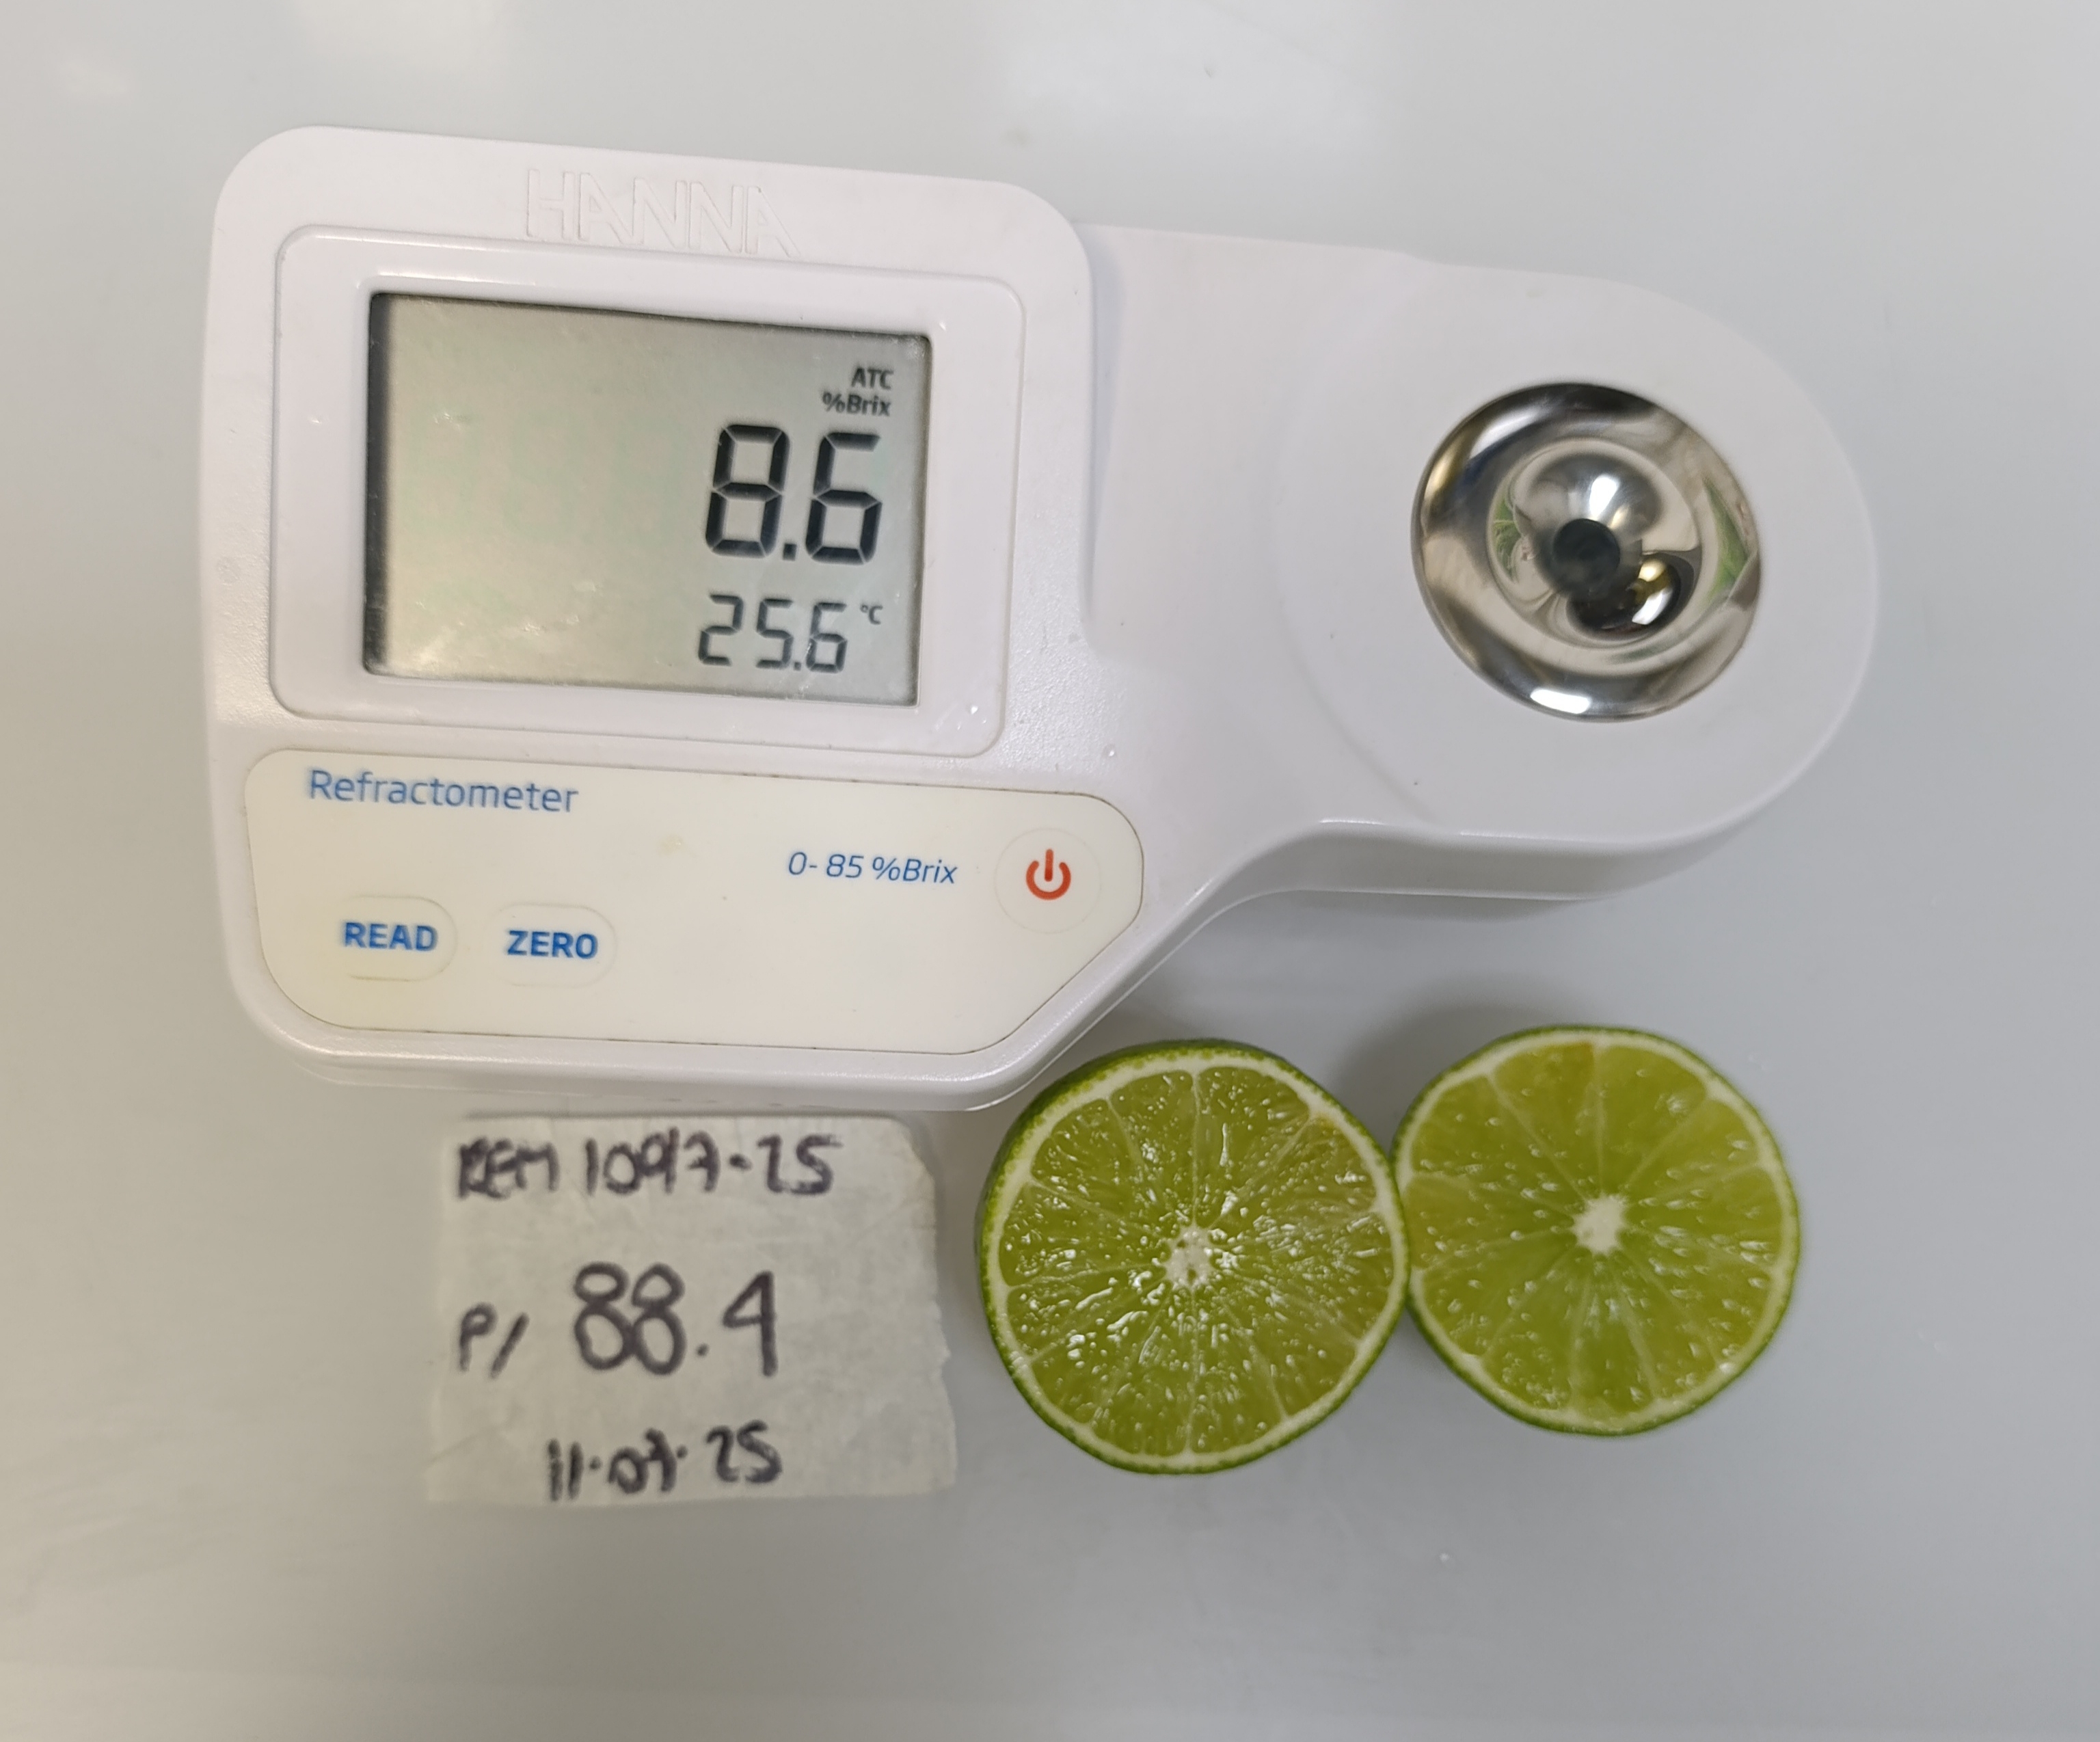 HANNA
ATC
%Brix
8.6
25.6 °C
Refractometer
0- 85 %Brix
READ
ZERO
REM 10917-25
P/ 88.4
11.07.25